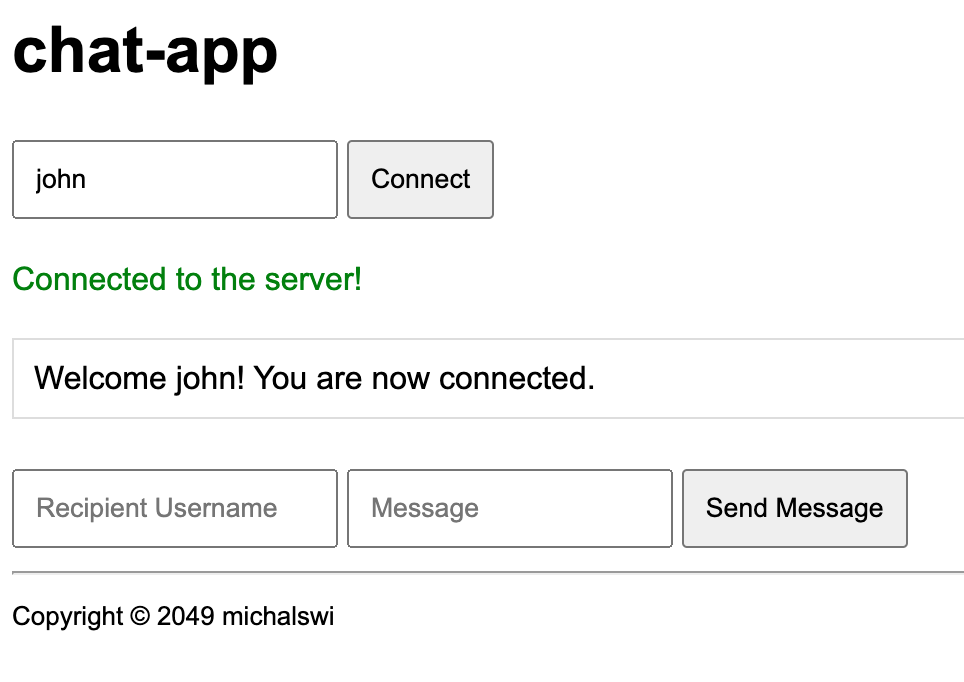 chat-app
john Connect
Connected to the server!
Welcome john! You are now connected.
Recipient Username Message Send Message
Copyright © 2049 michalswi